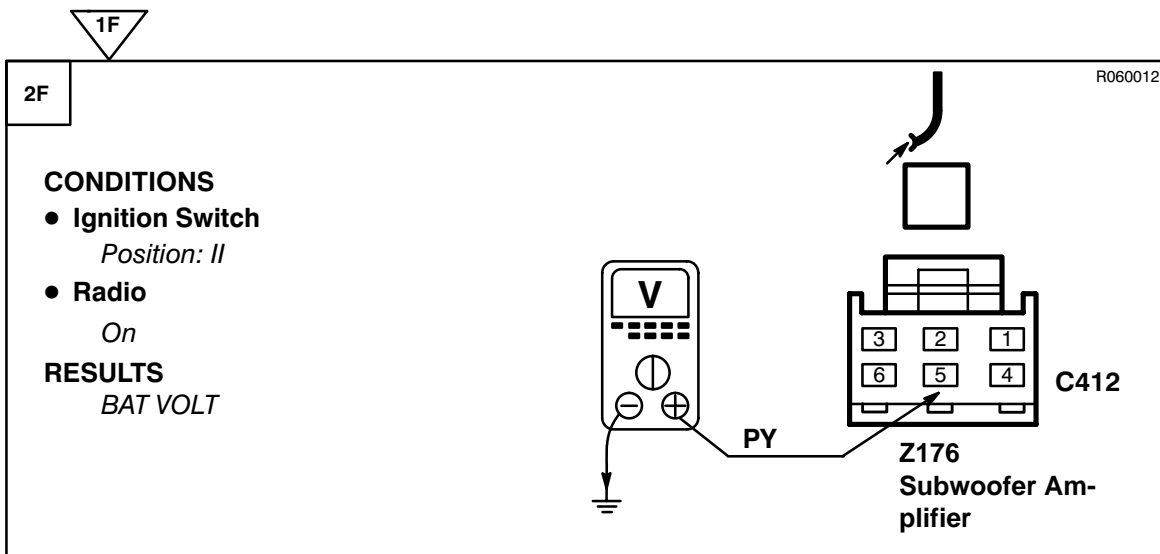 1F
2F
R060012
CONDITIONS
● Ignition Switch
Position: II
● Radio
On
RESULTS
BAT VOLT
V
3 2 1
6 5 4
C412
PY
Z176
Subwoofer Am-
plifier